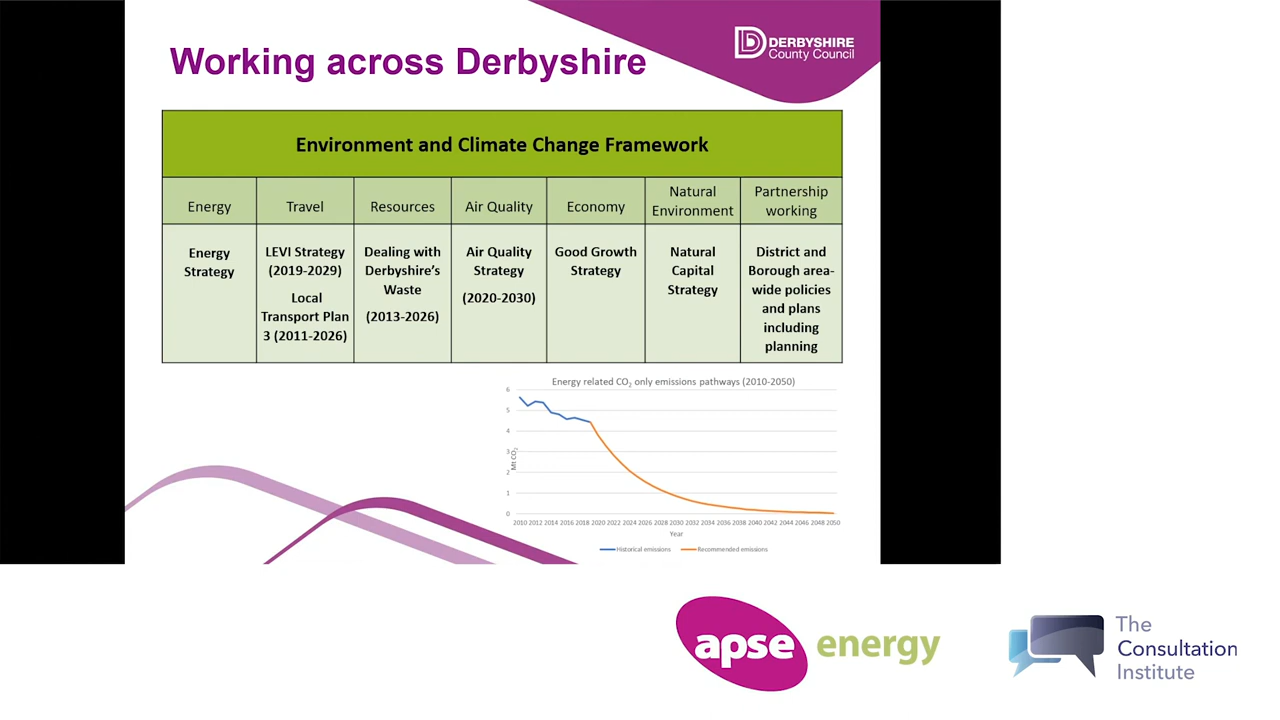 Working across Derbyshire
DERBYSHIRE
County Council
Environment and Climate Change Framework
Energy
Travel
Resources
Air Quality
Economy
Natural
Environment
Partnership
working
Energy
Strategy
LEVI Strategy
(2019-2029)
Local
Transport Plan
3 (2011-2026)
Dealing with
Derbyshire's
Waste
(2013-2026)
Air Quality
Strategy
(2020-2030)
Good Growth
Strategy
Natural
Capital
Strategy
District and
Borough area-
wide policies
and plans
including
planning
Energy related CO₂ only emissions pathways (2010-2050)
6
5
4
3
2
1
0
Mt CO₂
2010 2012 2014 2016 2018 2020 2022 2024 2026 2028 2030 2032 2034 2036 2038 2040 2042 2044 2046 2048 2050
Year
Historical emissions
Recommended emissions
apse energy
The
Consultation
Institute